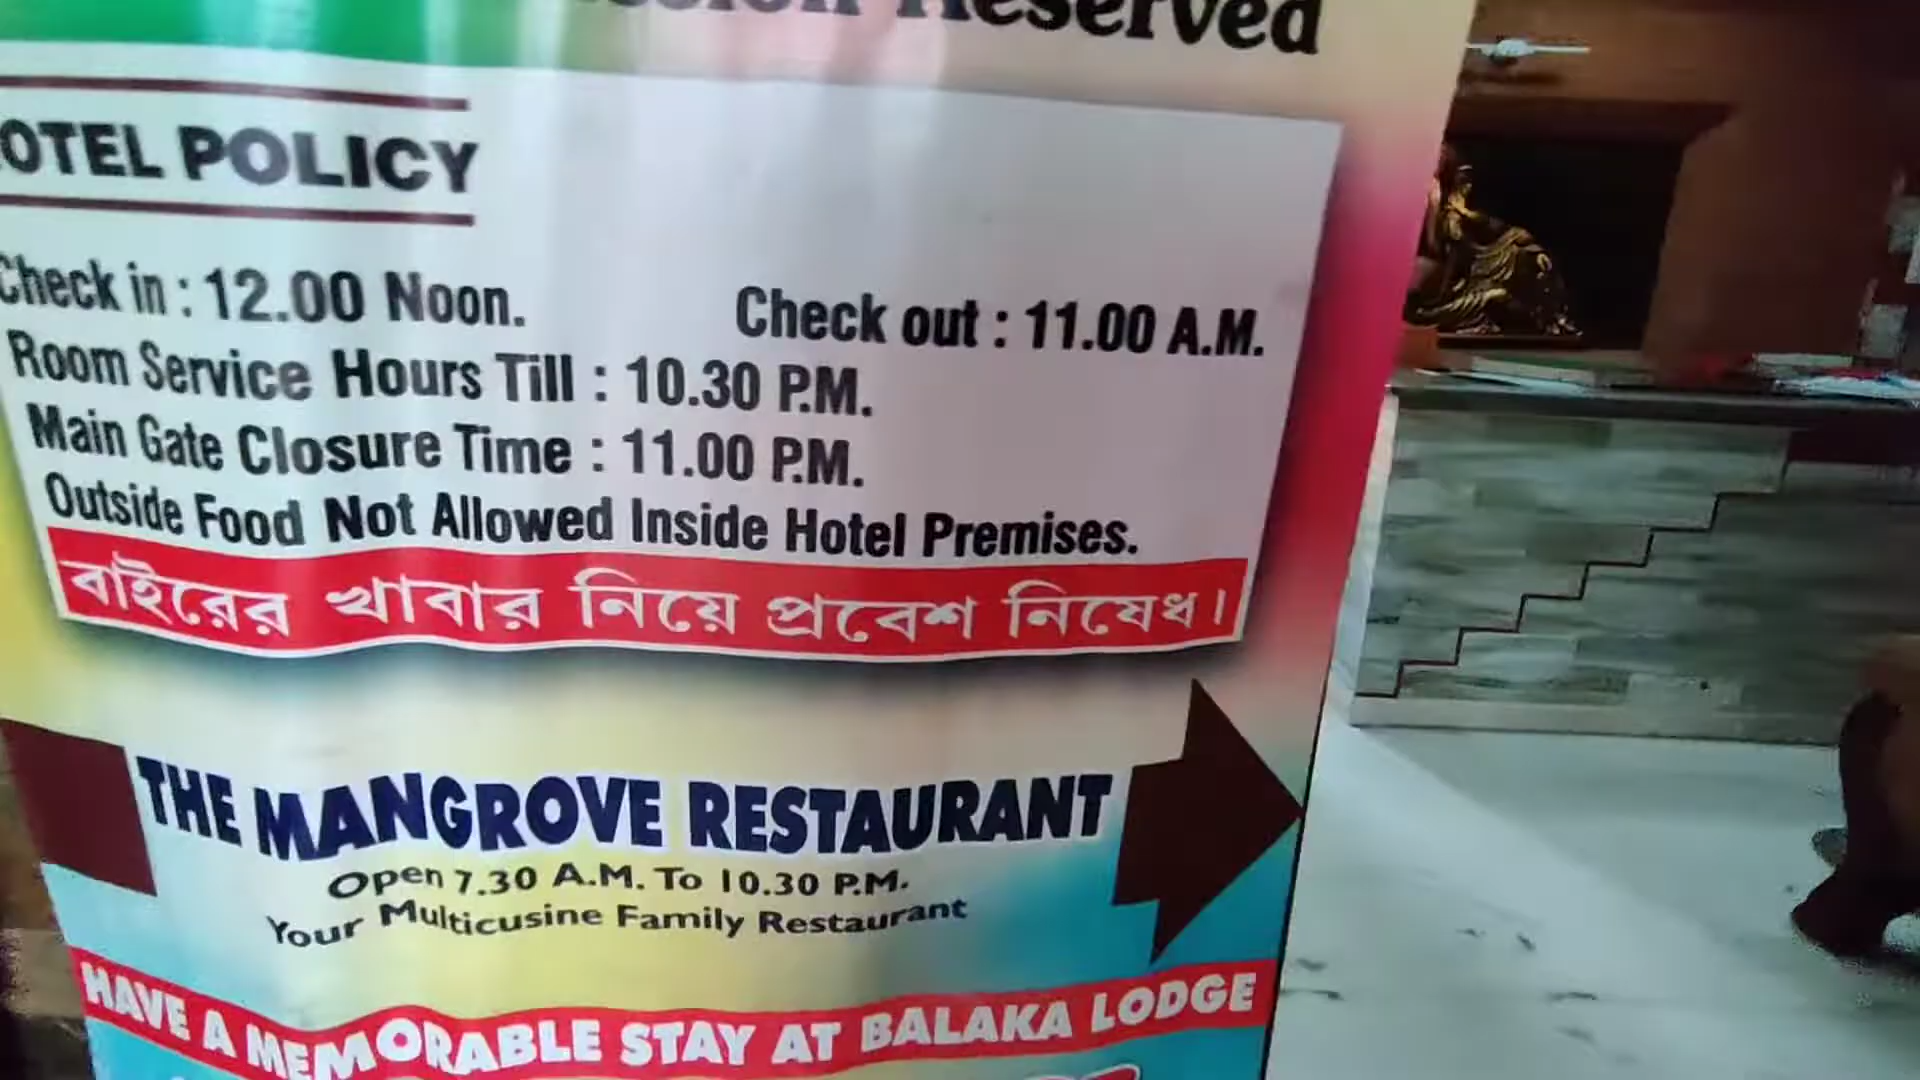 Reserved
OTEL POLICY
Check in : 12.00 Noon. Check out : 11.00 A.M.
Room Service Hours Till : 10.30 P.M.
Main Gate Closure Time : 11.00 P.M.
Outside Food Not Allowed Inside Hotel Premises.
বাইরের খাবার নিয়ে প্রবেশ নিষেধ।
THE MANGROVE RESTAURANT
Open 7.30 A.M. To 10.30 P.M.
Your Multicusine Family Restaurant
HAVE A MEMORABLE STAY AT BALAKA LODGE